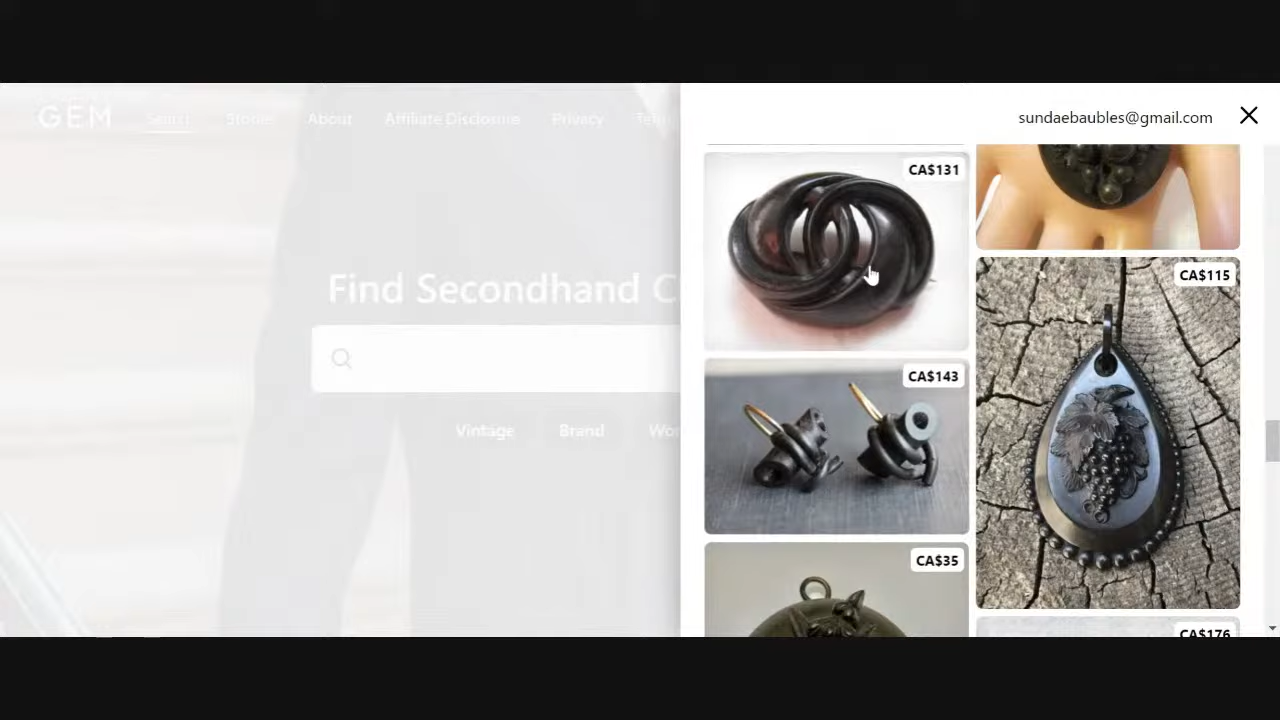 GEM Search Stories About Affiliate Disclosure Privacy
sundaebaubles@gmail.com
CA$131
CA$115
Find Secondhand
CA$143
Vintage Brand
CA$35
CA$176